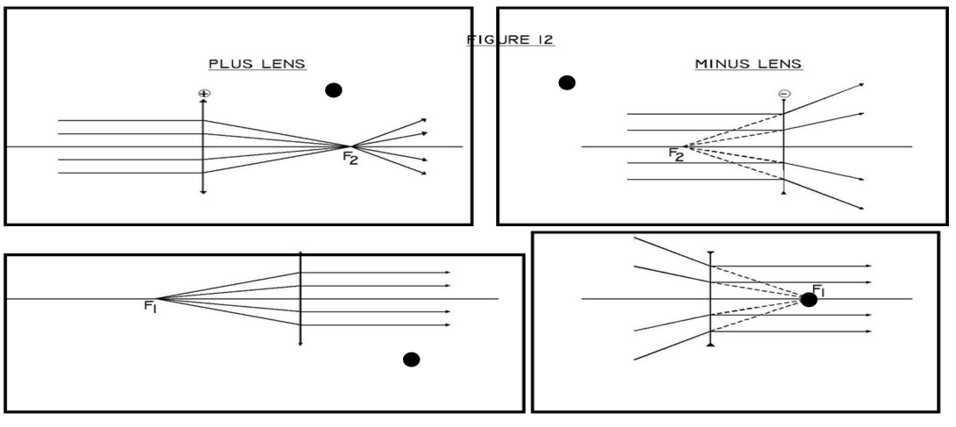 FIGURE 12
PLUS LENS
MINUS LENS
+
−
F2
F2
F1
F1